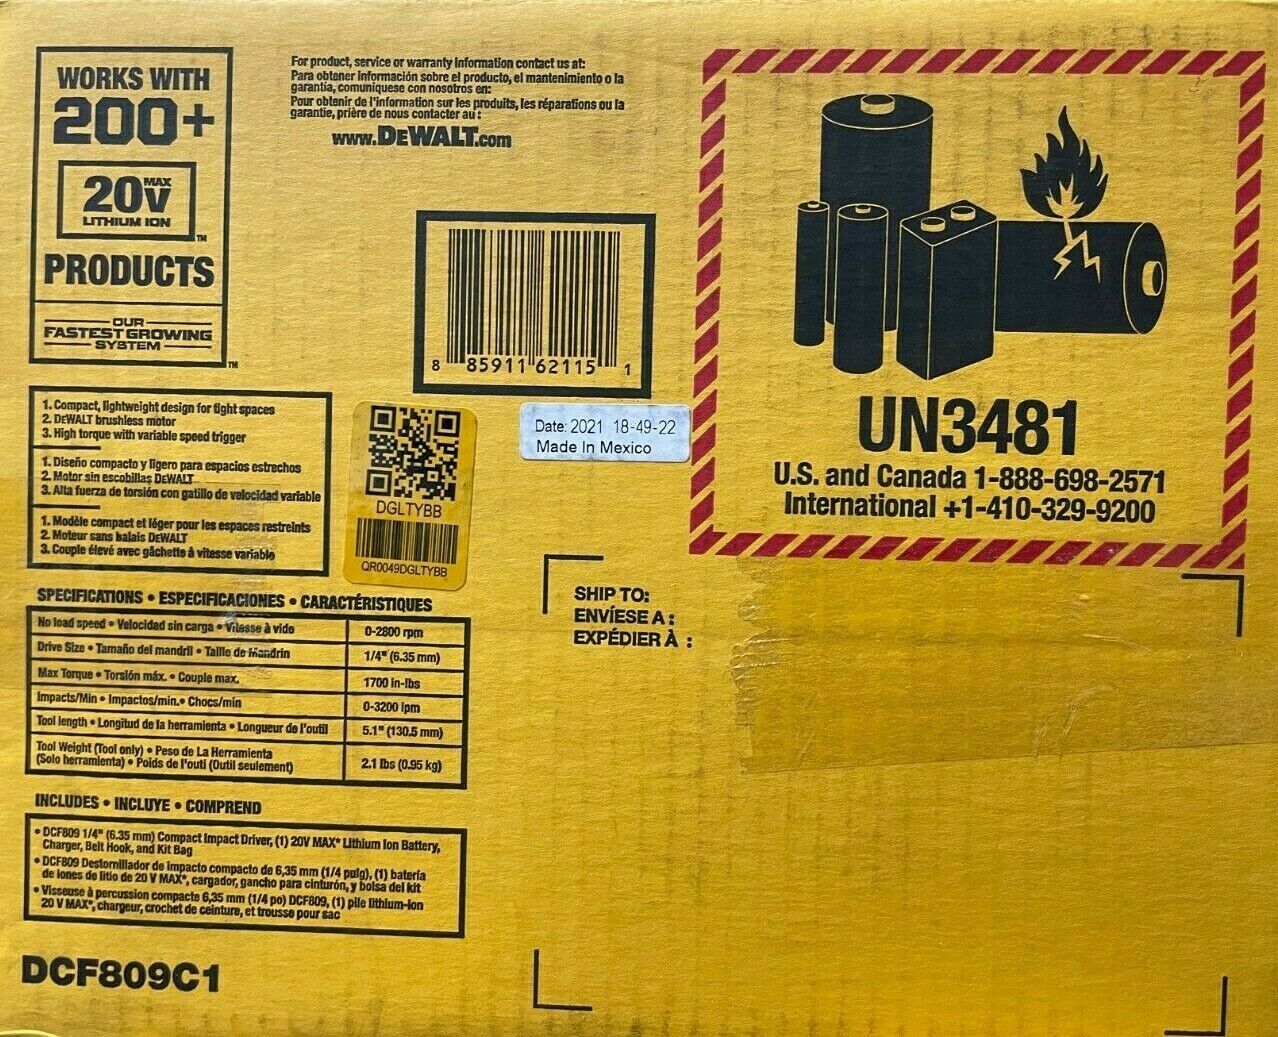 WORKS WITH
200+
20V MAX
LITHIUM ION
TM
PRODUCTS
OUR
FASTEST GROWING
SYSTEM
TM
For product, service or warranty information contact us at:
Para obtener información sobre el producto, el mantenimiento o la
garantía, comuníquese con nosotros en:
Pour obtenir de l'information sur les produits, les réparations ou la
garantie, prière de nous contacter au :
www.DEWALT.com
8 85911 62115 1
UN3481
U.S. and Canada 1-888-698-2571
International +1-410-329-9200
1. Compact, lightweight design for tight spaces
2. DEWALT brushless motor
3. High torque with variable speed trigger
1. Diseño compacto y ligero para espacios estrechos
2. Motor sin escobillas DEWALT
3. Alta fuerza de torsión con gatillo de velocidad variable
1. Modèle compact et léger pour les espaces restreints
2. Moteur sans balais DEWALT
3. Couple élevé avec gâchette à vitesse variable
DGLTYBB
QR0049DGLTYBB
Date: 2021 18-49-22
Made In Mexico
SHIP TO:
ENVÍESE A :
EXPÉDIER À :
SPECIFICATIONS • ESPECIFICACIONES • CARACTÉRISTIQUES
No load speed • Velocidad sin carga • Vitesse à vide 0-2800 rpm
Drive Size • Tamaño del mandril • Taille de Mandrin 1/4" (6.35 mm)
Max Torque • Torsión máx. • Couple max. 1700 in-lbs
Impacts/Min • Impactos/min.• Chocs/min 0-3200 ipm
Tool length • Longitud de la herramienta • Longueur de l'outil 5.1" (130.5 mm)
Tool Weight (Tool only) • Peso de La Herramienta
(Solo herramienta) • Poids de l'outi (Outil seulement) 2.1 lbs (0.95 kg)
INCLUDES • INCLUYE • COMPREND
• DCF809 1/4" (6.35 mm) Compact Impact Driver, (1) 20V MAX* Lithium Ion Battery,
Charger, Belt Hook, and Kit Bag
• DCF809 Destornillador de impacto compacto de 6,35 mm (1/4 pulg), (1) batería
de iones de litio de 20 V MAX*, cargador, gancho para cinturón, y bolsa del kit
• Visseuse à percussion compacte 6,35 mm (1/4 po) DCF809, (1) pile lithium-ion
20 V MAX*, chargeur, crochet de ceinture, et trousse pour sac
DCF809C1